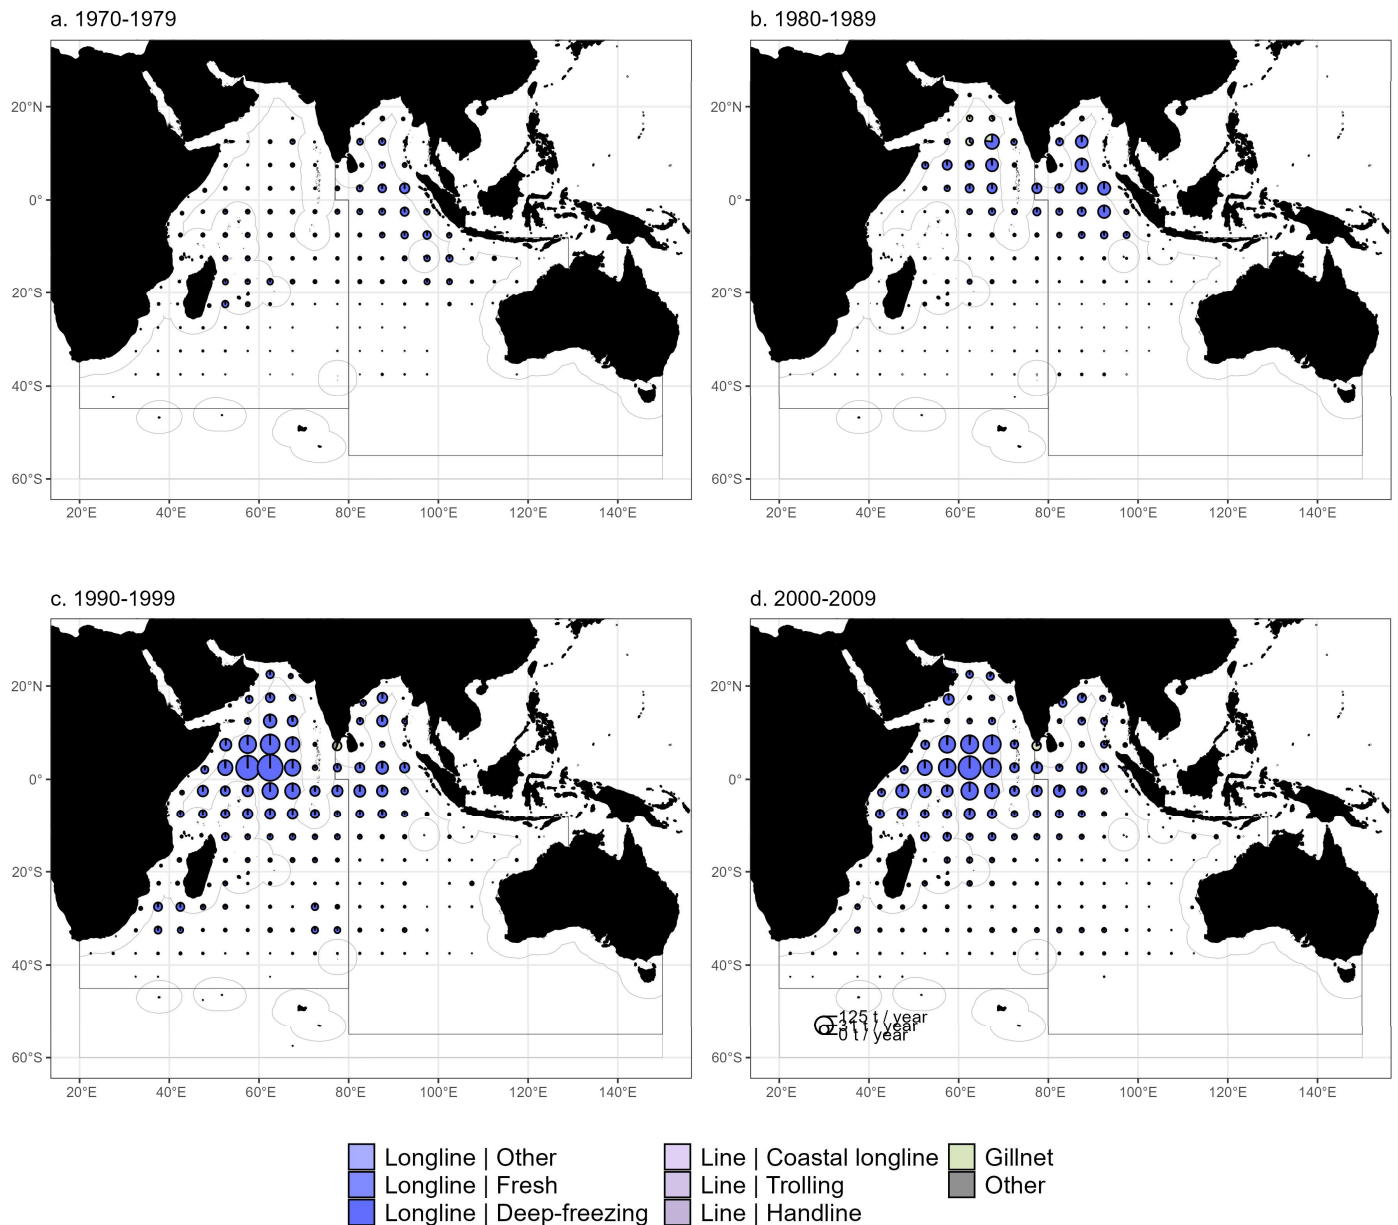 a. 1970-1979
b. 1980-1989
20°N
0°
20°S
40°S
60°S
20°E 40°E 60°E 80°E 100°E 120°E 140°E
20°N
0°
20°S
40°S
60°S
20°E 40°E 60°E 80°E 100°E 120°E 140°E
c. 1990-1999
d. 2000-2009
20°N
0°
20°S
40°S
60°S
20°E 40°E 60°E 80°E 100°E 120°E 140°E
20°N
0°
20°S
40°S
60°S
125 t / year
31 t / year
0 t / year
20°E 40°E 60°E 80°E 100°E 120°E 140°E
Longline | Other
Longline | Fresh
Longline | Deep-freezing
Line | Coastal longline
Line | Trolling
Line | Handline
Gillnet
Other